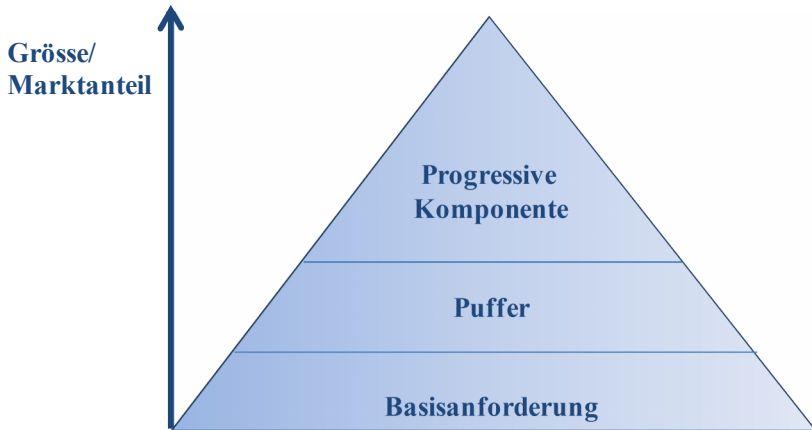 Grösse/
Marktanteil
Progressive
Komponente
Puffer
Basisanforderung